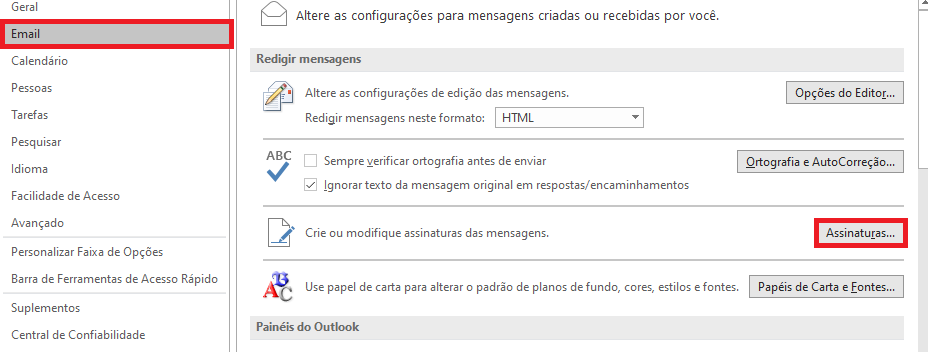 Geral
Email
Calendário
Pessoas
Tarefas
Pesquisar
Idioma
Facilidade de Acesso
Avançado
Personalizar Faixa de Opções
Barra de Ferramentas de Acesso Rápido
Suplementos
Central de Confiabilidade
Altere as configurações para mensagens criadas ou recebidas por você.
Redigir mensagens
Altere as configurações de edição das mensagens.
Opções do Editor...
Redigir mensagens neste formato: HTML
ABC
Sempre verificar ortografia antes de enviar
Ortografia e AutoCorreção...
Ignorar texto da mensagem original em respostas/encaminhamentos
Crie ou modifique assinaturas das mensagens.
Assinaturas...
ABC
Use papel de carta para alterar o padrão de planos de fundo, cores, estilos e fontes.
Papéis de Carta e Fontes...
Painéis do Outlook